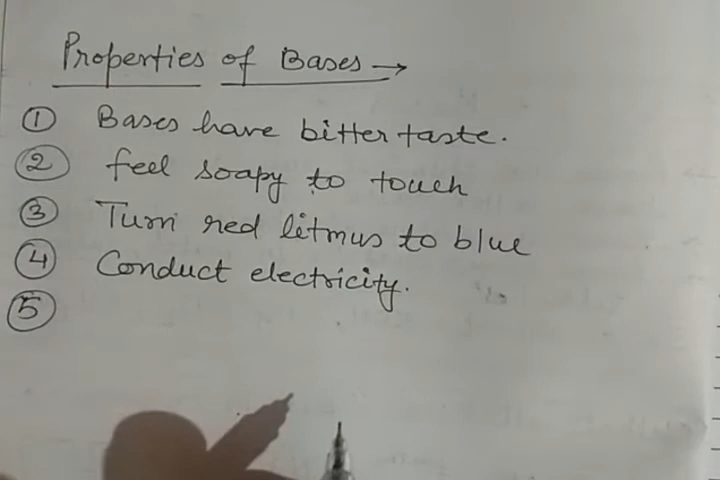 Properties of Bases →
① Bases have bitter taste.
② feel soapy to touch
③ Turn red litmus to blue
④ Conduct electricity.
⑤